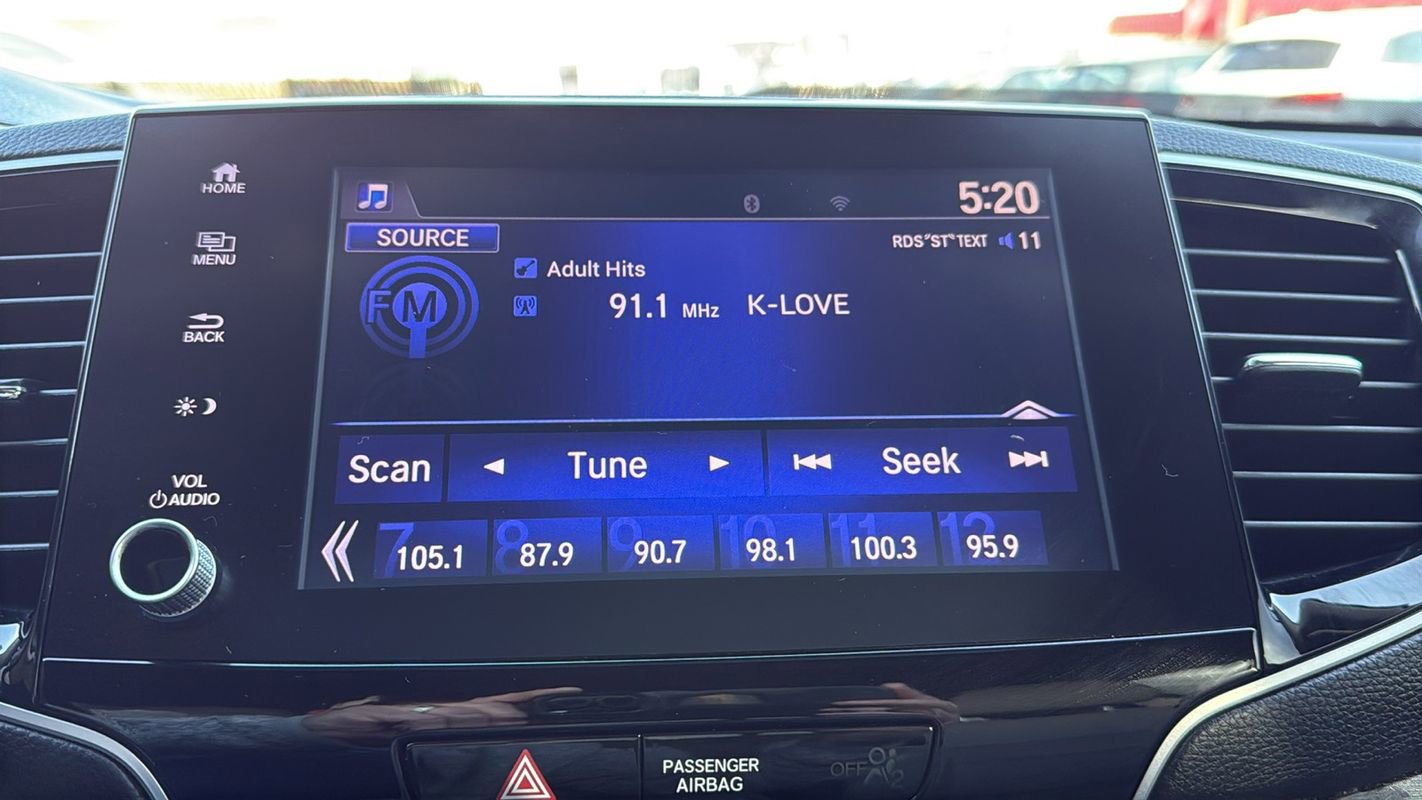 HOME
MENU
BACK
VOL
AUDIO
5:20
SOURCE
RDS "ST" TEXT 11
FM
Adult Hits
91.1 MHz K-LOVE
Scan
Tune
Seek
7 105.1
8 87.9
9 90.7
10 98.1
11 100.3
12 95.9
PASSENGER
AIRBAG
OFF
2